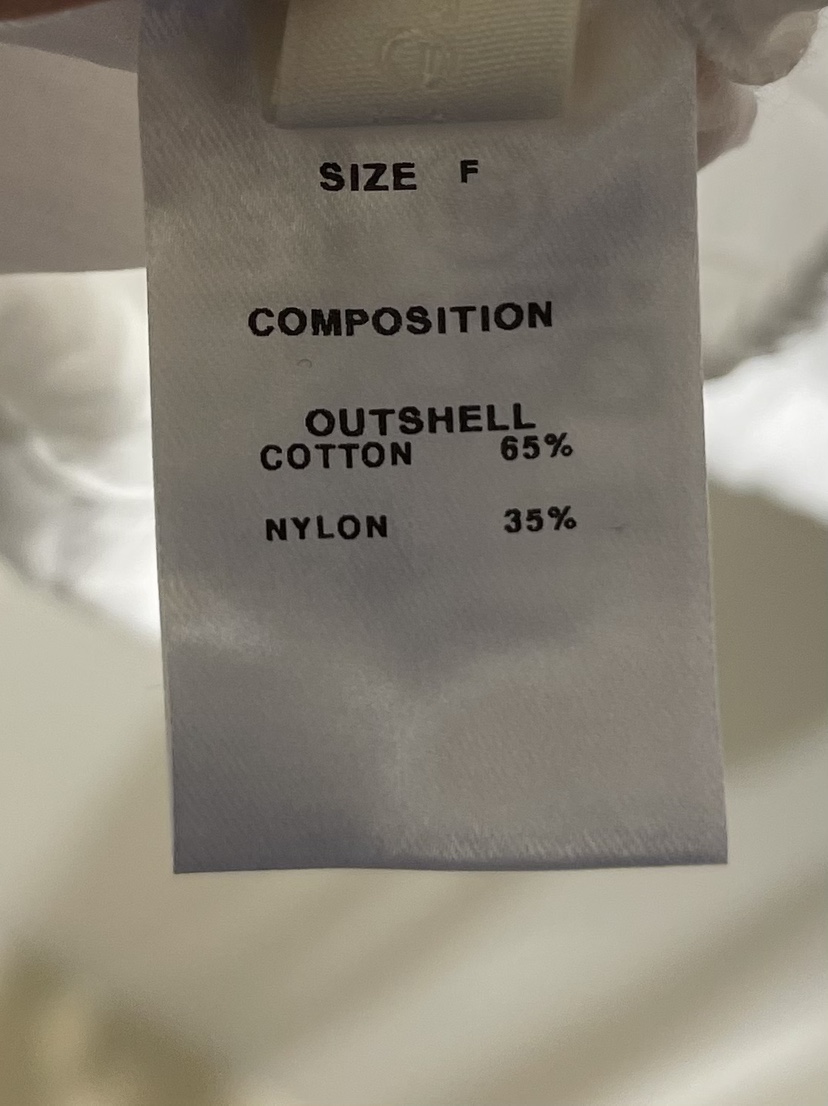 SIZE F
COMPOSITION
OUTSHELL
COTTON 65%
NYLON 35%